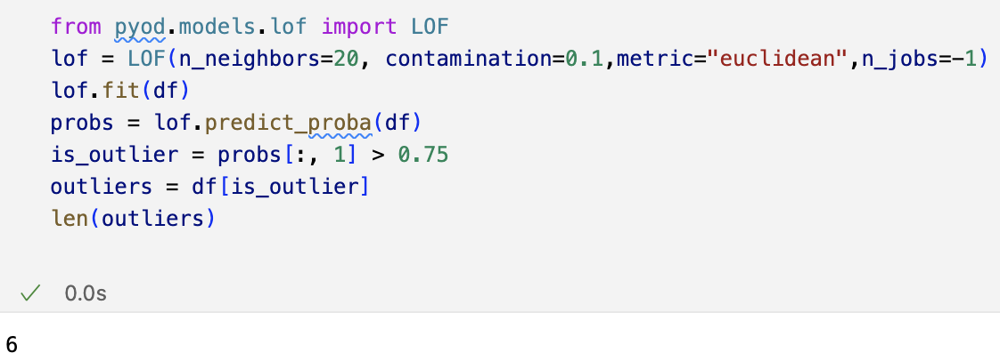 from pyod.models.lof import LOF
lof = LOF(n_neighbors=20, contamination=0.1,metric="euclidean",n_jobs=-1)
lof.fit(df)
probs = lof.predict_proba(df)
is_outlier = probs[:, 1] > 0.75
outliers = df[is_outlier]
len(outliers)
0.0s
6